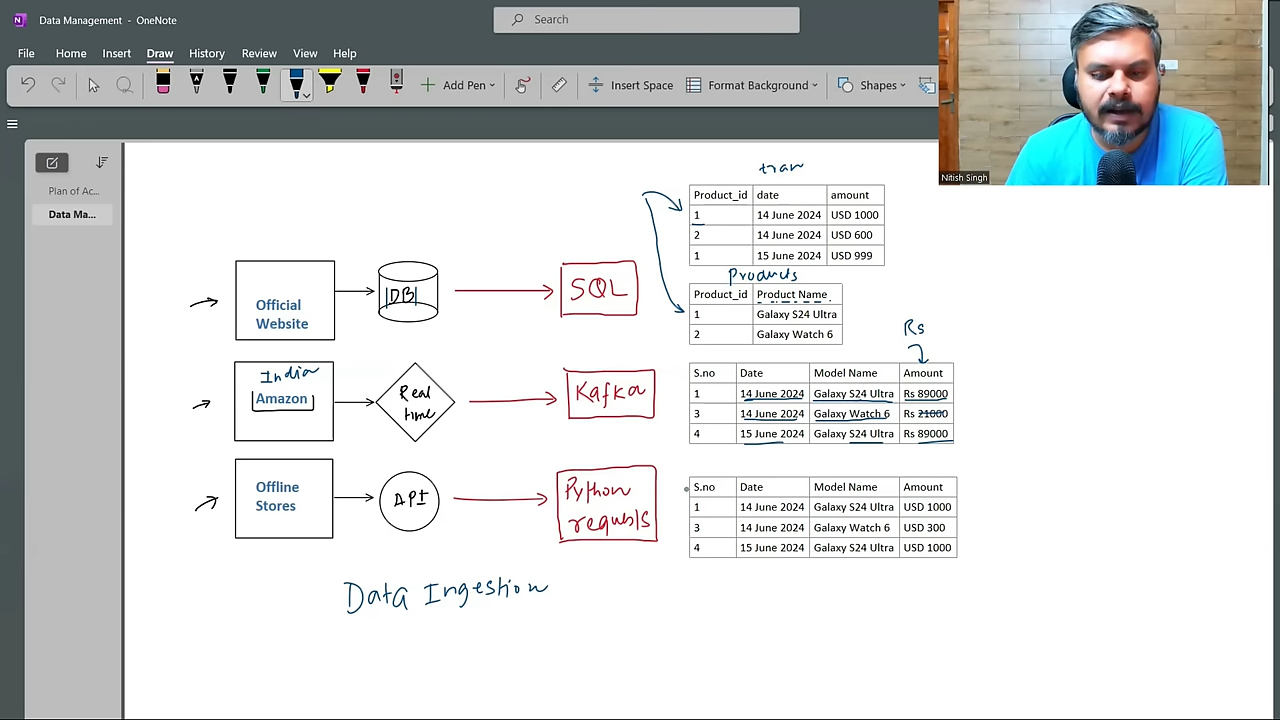 Data Management - OneNote
Search
File Home Insert Draw History Review View Help
Add Pen
Insert Space
Format Background
Shapes
Plan of Ac...
Data Ma...
Nitish Singh
tran
Product_id date amount
1 14 June 2024 USD 1000
2 14 June 2024 USD 600
1 15 June 2024 USD 999
Products
Product_id Product Name
1 Galaxy S24 Ultra
2 Galaxy Watch 6
Official
Website
DB
SQL
Rs
India
Amazon
Real
time
Kafka
S.no Date Model Name Amount
1 14 June 2024 Galaxy S24 Ultra Rs 89000
3 14 June 2024 Galaxy Watch 6 Rs 21000
4 15 June 2024 Galaxy S24 Ultra Rs 89000
Offline
Stores
API
Python
S.no Date Model Name Amount
1 14 June 2024 Galaxy S24 Ultra USD 1000
3 14 June 2024 Galaxy Watch 6 USD 300
4 15 June 2024 Galaxy S24 Ultra USD 1000
Data Ingestion